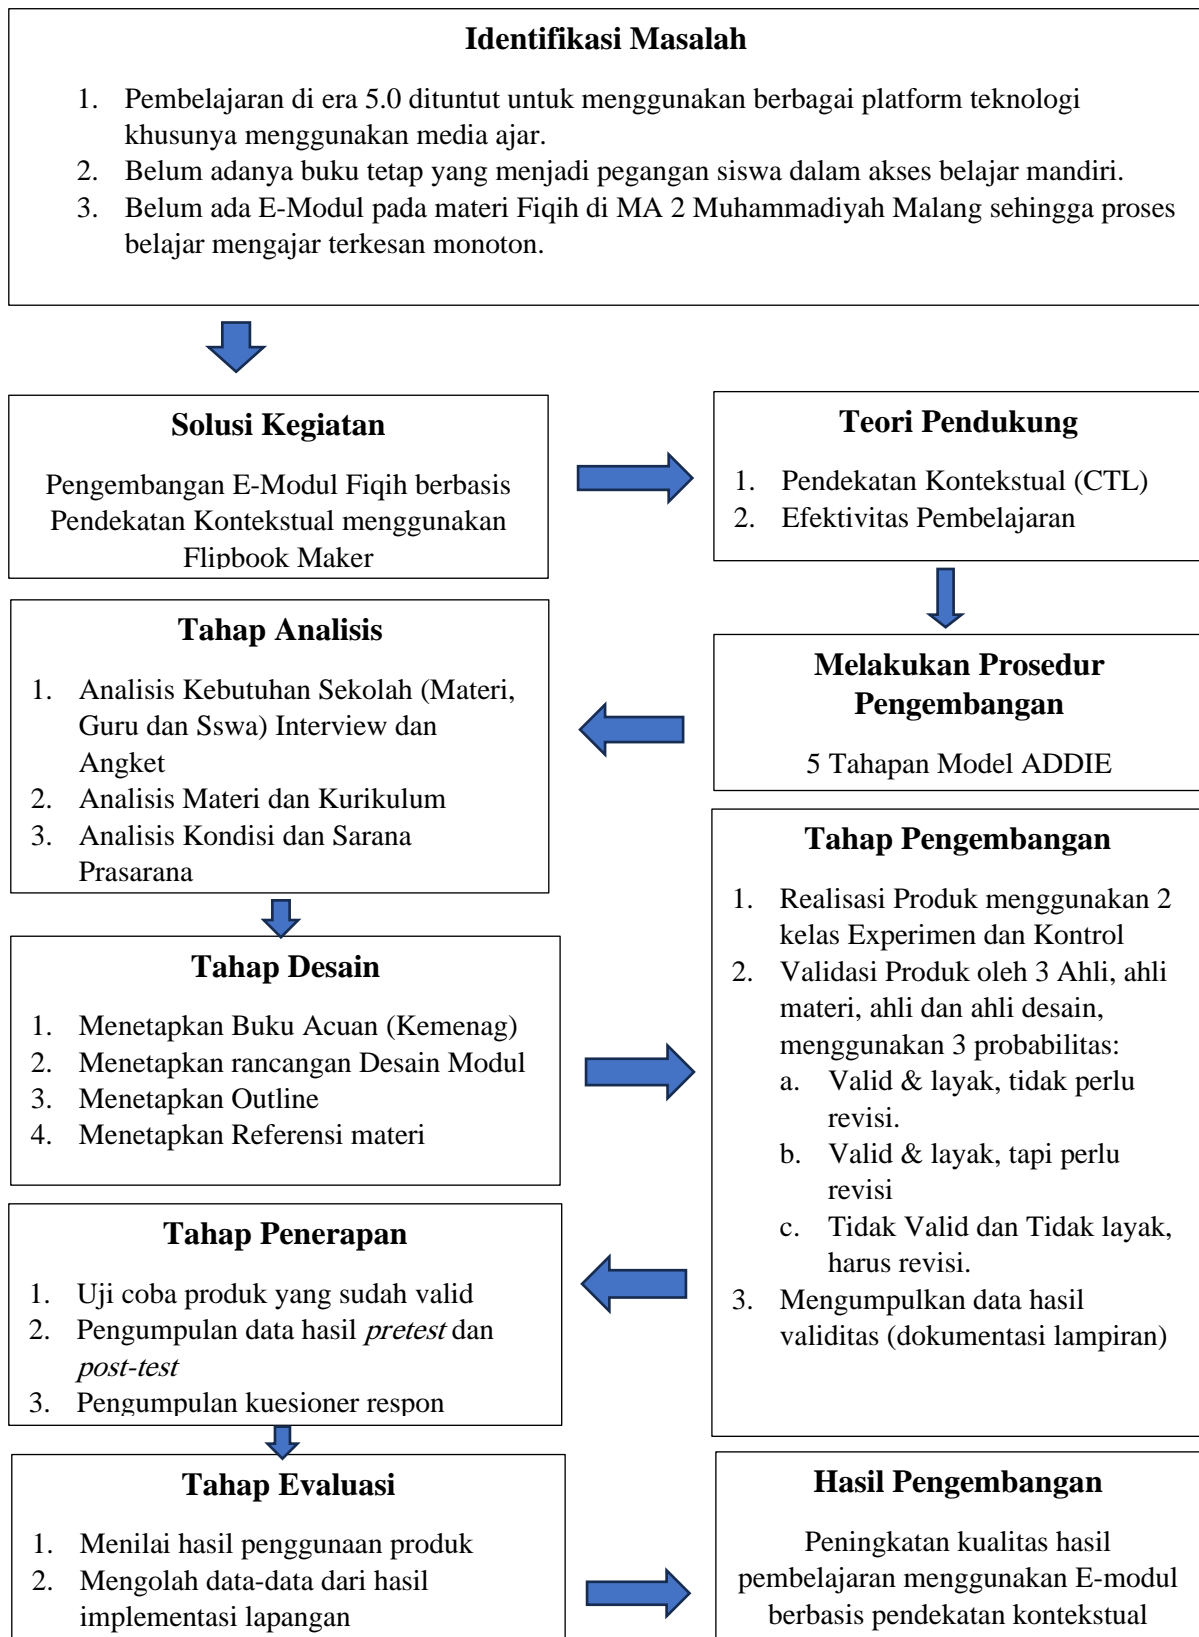 Identifikasi Masalah
1. Pembelajaran di era 5.0 dituntut untuk menggunakan berbagai platform teknologi
khusunya menggunakan media ajar.
2. Belum adanya buku tetap yang menjadi pegangan siswa dalam akses belajar mandiri.
3. Belum ada E-Modul pada materi Fiqih di MA 2 Muhammadiyah Malang sehingga proses
belajar mengajar terkesan monoton.
Solusi Kegiatan
Pengembangan E-Modul Fiqih berbasis
Pendekatan Kontekstual menggunakan
Flipbook Maker
Teori Pendukung
1. Pendekatan Kontekstual (CTL)
2. Efektivitas Pembelajaran
Melakukan Prosedur
Pengembangan
5 Tahapan Model ADDIE
Tahap Analisis
1. Analisis Kebutuhan Sekolah (Materi,
Guru dan Sswa) Interview dan
Angket
2. Analisis Materi dan Kurikulum
3. Analisis Kondisi dan Sarana
Prasarana
Tahap Desain
1. Menetapkan Buku Acuan (Kemenag)
2. Menetapkan rancangan Desain Modul
3. Menetapkan Outline
4. Menetapkan Referensi materi
Tahap Pengembangan
1. Realisasi Produk menggunakan 2
kelas Experimen dan Kontrol
2. Validasi Produk oleh 3 Ahli, ahli
materi, ahli dan ahli desain,
menggunakan 3 probabilitas:
a. Valid & layak, tidak perlu
revisi.
b. Valid & layak, tapi perlu
revisi
c. Tidak Valid dan Tidak layak,
harus revisi.
3. Mengumpulkan data hasil
validitas (dokumentasi lampiran)
Tahap Penerapan
1. Uji coba produk yang sudah valid
2. Pengumpulan data hasil pretest dan
post-test
3. Pengumpulan kuesioner respon
Tahap Evaluasi
1. Menilai hasil penggunaan produk
2. Mengolah data-data dari hasil
implementasi lapangan
Hasil Pengembangan
Peningkatan kualitas hasil
pembelajaran menggunakan E-modul
berbasis pendekatan kontekstual